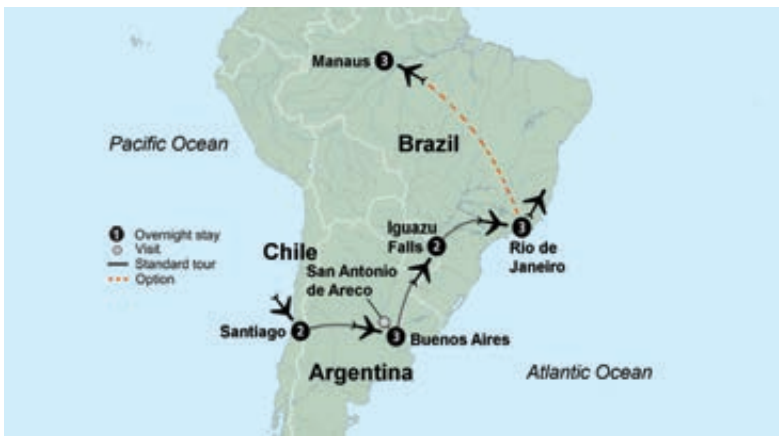 Manaus 3
Brazil
Pacific Ocean
1 Overnight stay
Visit
Standard tour
Option
Chile
Iguazu
Falls 2
3
Rio de
Janeiro
San Antonio
de Areco
Santiago 2
3 Buenos Aires
Argentina
Atlantic Ocean